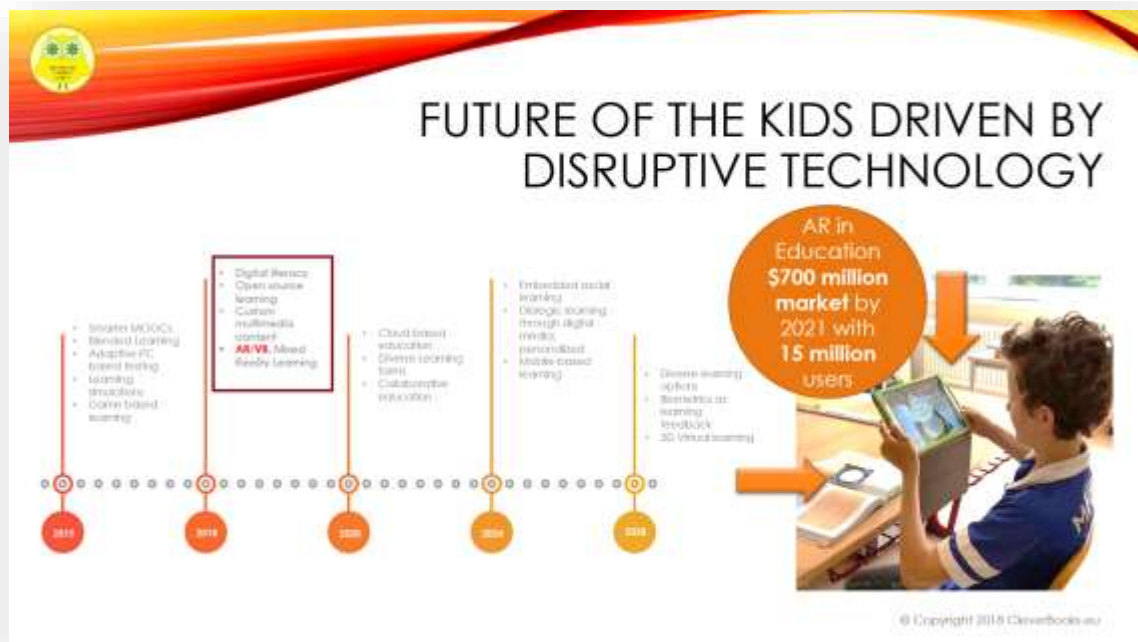 FUTURE OF THE KIDS DRIVEN BY
DISRUPTIVE TECHNOLOGY
AR in
Education
$700 million
market by
2021 with
15 million
users
• Smarter MOOCs
• Blended Learning
• Adaptive PC
based testing
• Learning
simulations
• Game based
learning
• Digital literacy
• Open source
learning
• Custom
multimedia
content
• AR/VR, Mixed
Reality Learning
• Cloud based
education
• Diverse Learning
• Collaborative
education
• Embedded social
learning
learning
through digital
media,
personalized
• Mobile based
learning
• Diverse learning
options
• Biometrics as
learning
feedback
• 3D Virtual learning
© Copyright 2018 CleverBooks.eu